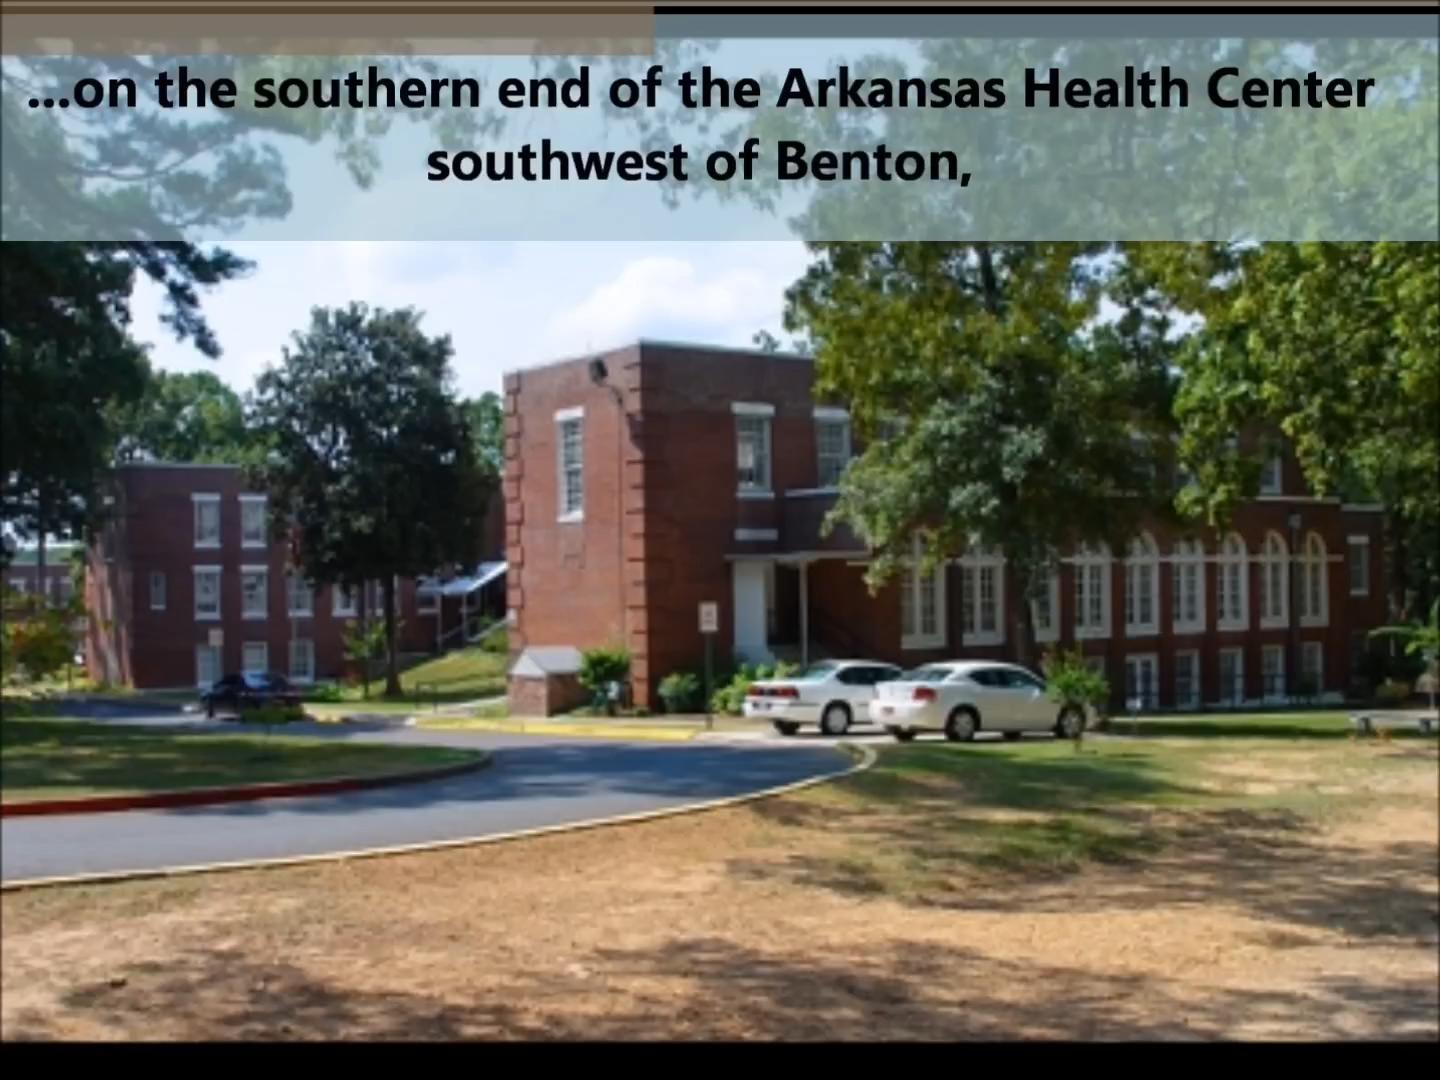 ...on the southern end of the Arkansas Health Center
southwest of Benton,